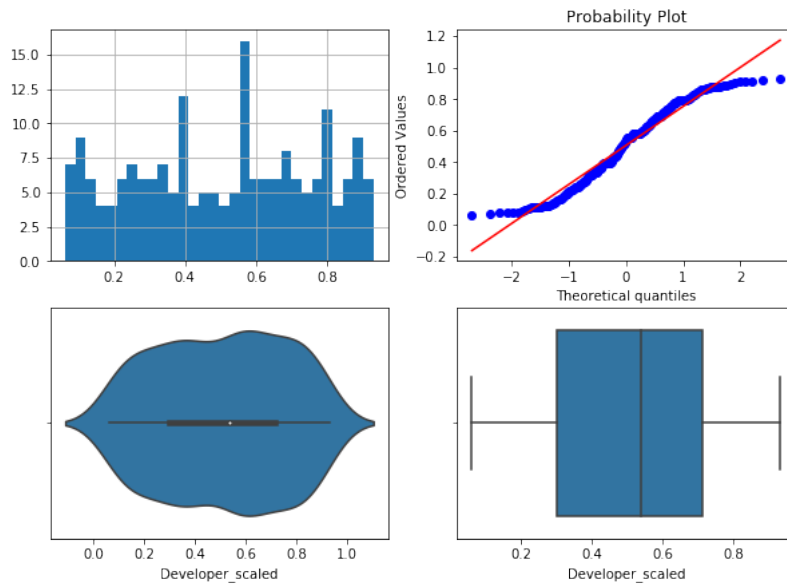 15.0
12.5
10.0
7.5
5.0
2.5
0.0
0.2 0.4 0.6 0.8
Probability Plot
Ordered Values
1.2
1.0
0.8
0.6
0.4
0.2
0.0
−0.2
−2 −1 0 1 2
Theoretical quantiles
0.0 0.2 0.4 0.6 0.8 1.0
Developer_scaled
0.2 0.4 0.6 0.8
Developer_scaled